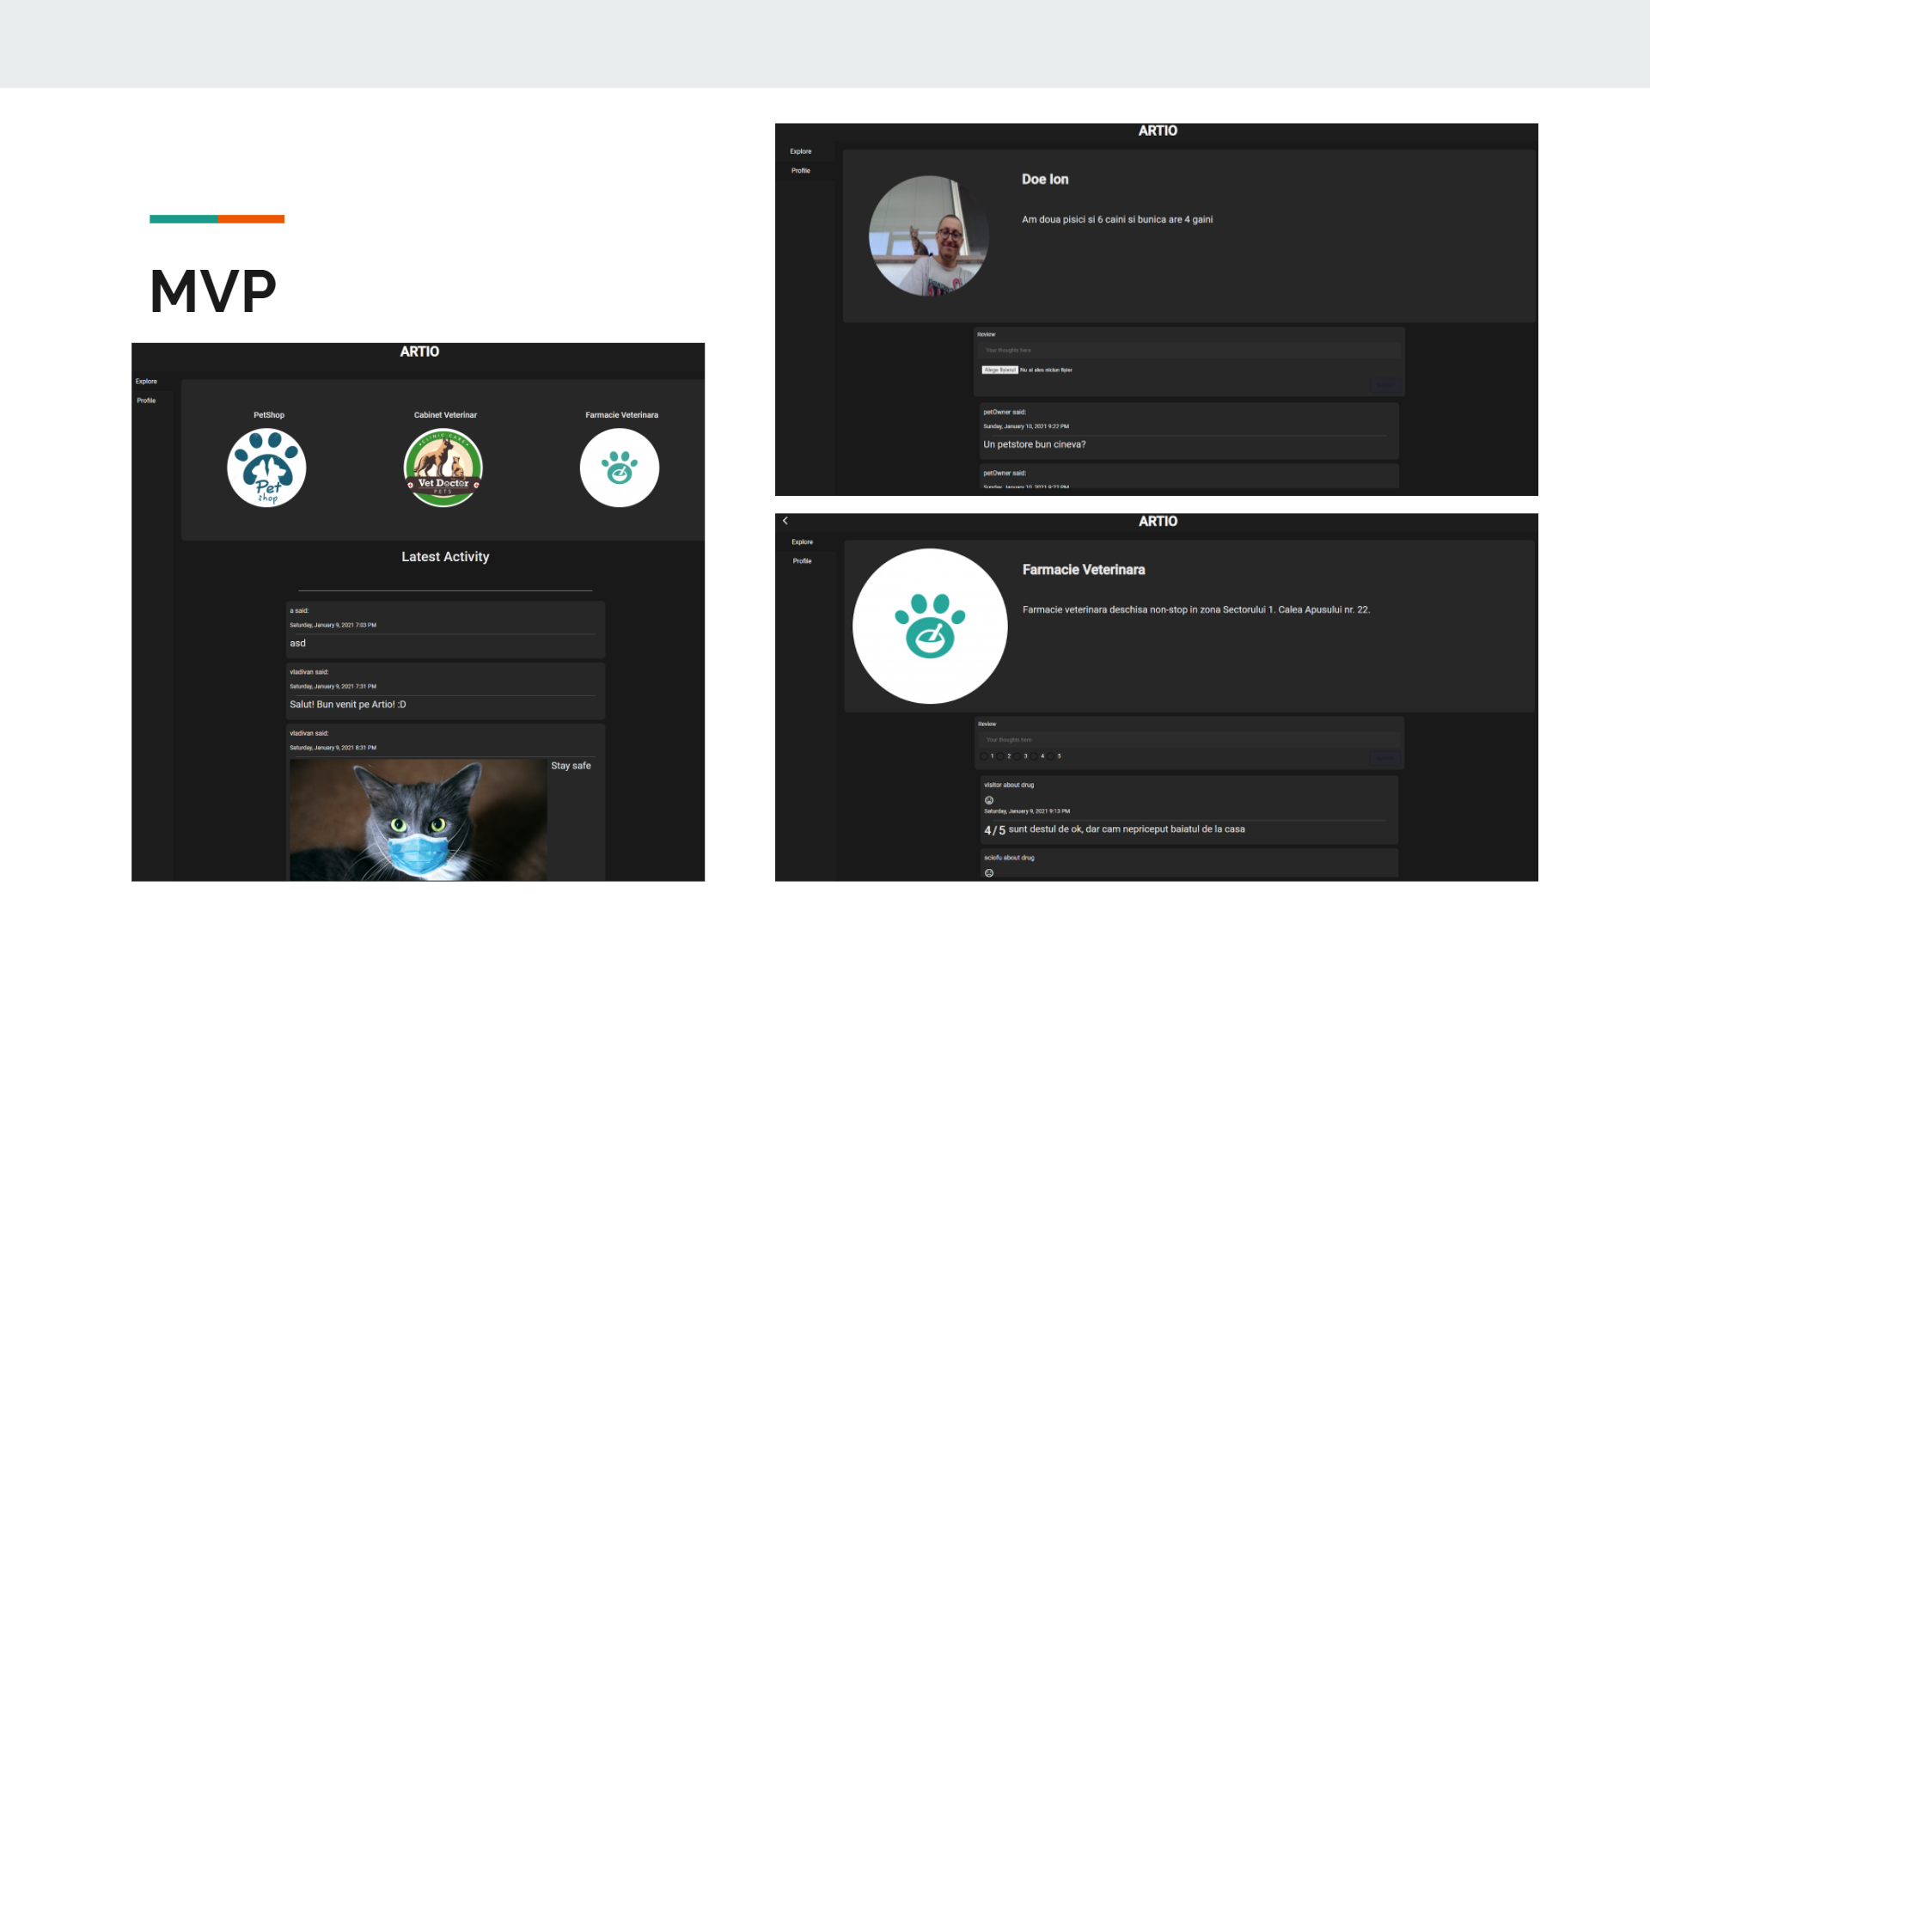 MVP
ARTIO
Explore
Profile
PetShop
Cabinet Veterinar
Farmacie Veterinara
Pet
shop
Vet Doctor
PETS
Latest Activity
a said:
Saturday, January 9, 2021 7:03 PM
asd
vladivan said:
Saturday, January 9, 2021 7:31 PM
Salut! Bun venit pe Artio! :D
vladivan said:
Saturday, January 9, 2021 8:31 PM
Stay safe
ARTIO
Explore
Profile
Doe Ion
Am doua pisici si 6 caini si bunica are 4 gaini
Review
Your thoughts here
Alege fișierul Nu ai ales niciun fișier
petOwner said:
Sunday, January 10, 2021 9:22 PM
Un petstore bun cineva?
petOwner said:
Sunday, January 10, 2021 9:22 PM
ARTIO
Explore
Profile
Farmacie Veterinara
Farmacie veterinara deschisa non-stop in zona Sectorului 1. Calea Apusului nr. 22.
Review
Your thoughts here
1 2 3 4 5
visitor about drug
Saturday, January 9, 2021 9:13 PM
4 / 5 sunt destul de ok, dar cam nepriceput baiatul de la casa
sciofu about drug